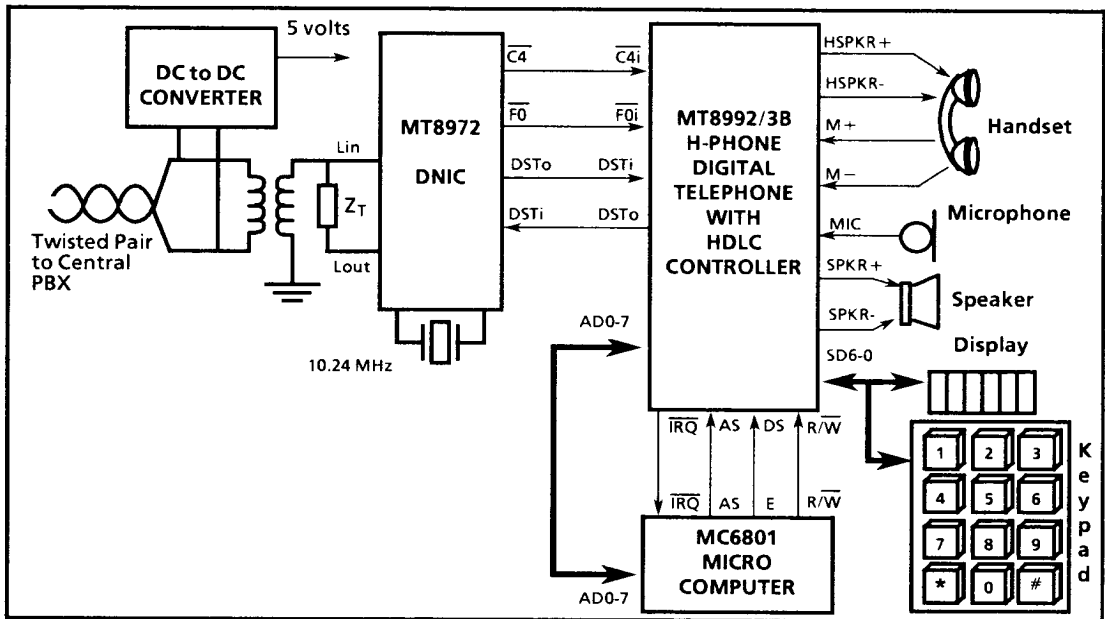 5 volts
DC to DC
CONVERTER
Twisted Pair
to Central
PBX
Lin
ZT
Lout
MT8972
DNIC
10.24 MHz
C4
C4i
F0
F0i
DSTo
DSTi
DSTi
DSTo
MT8992/3B
H-PHONE
DIGITAL
TELEPHONE
WITH
HDLC
CONTROLLER
HSPKR+
HSPKR-
M+
M-
Handset
MIC
Microphone
SPKR+
SPKR-
Speaker
Display
SD6-0
AD0-7
IRQ
AS
DS
R/W
IRQ
AS
E
R/W
MC6801
MICRO
COMPUTER
AD0-7
1 2 3
4 5 6
7 8 9
* 0 #
Keypad